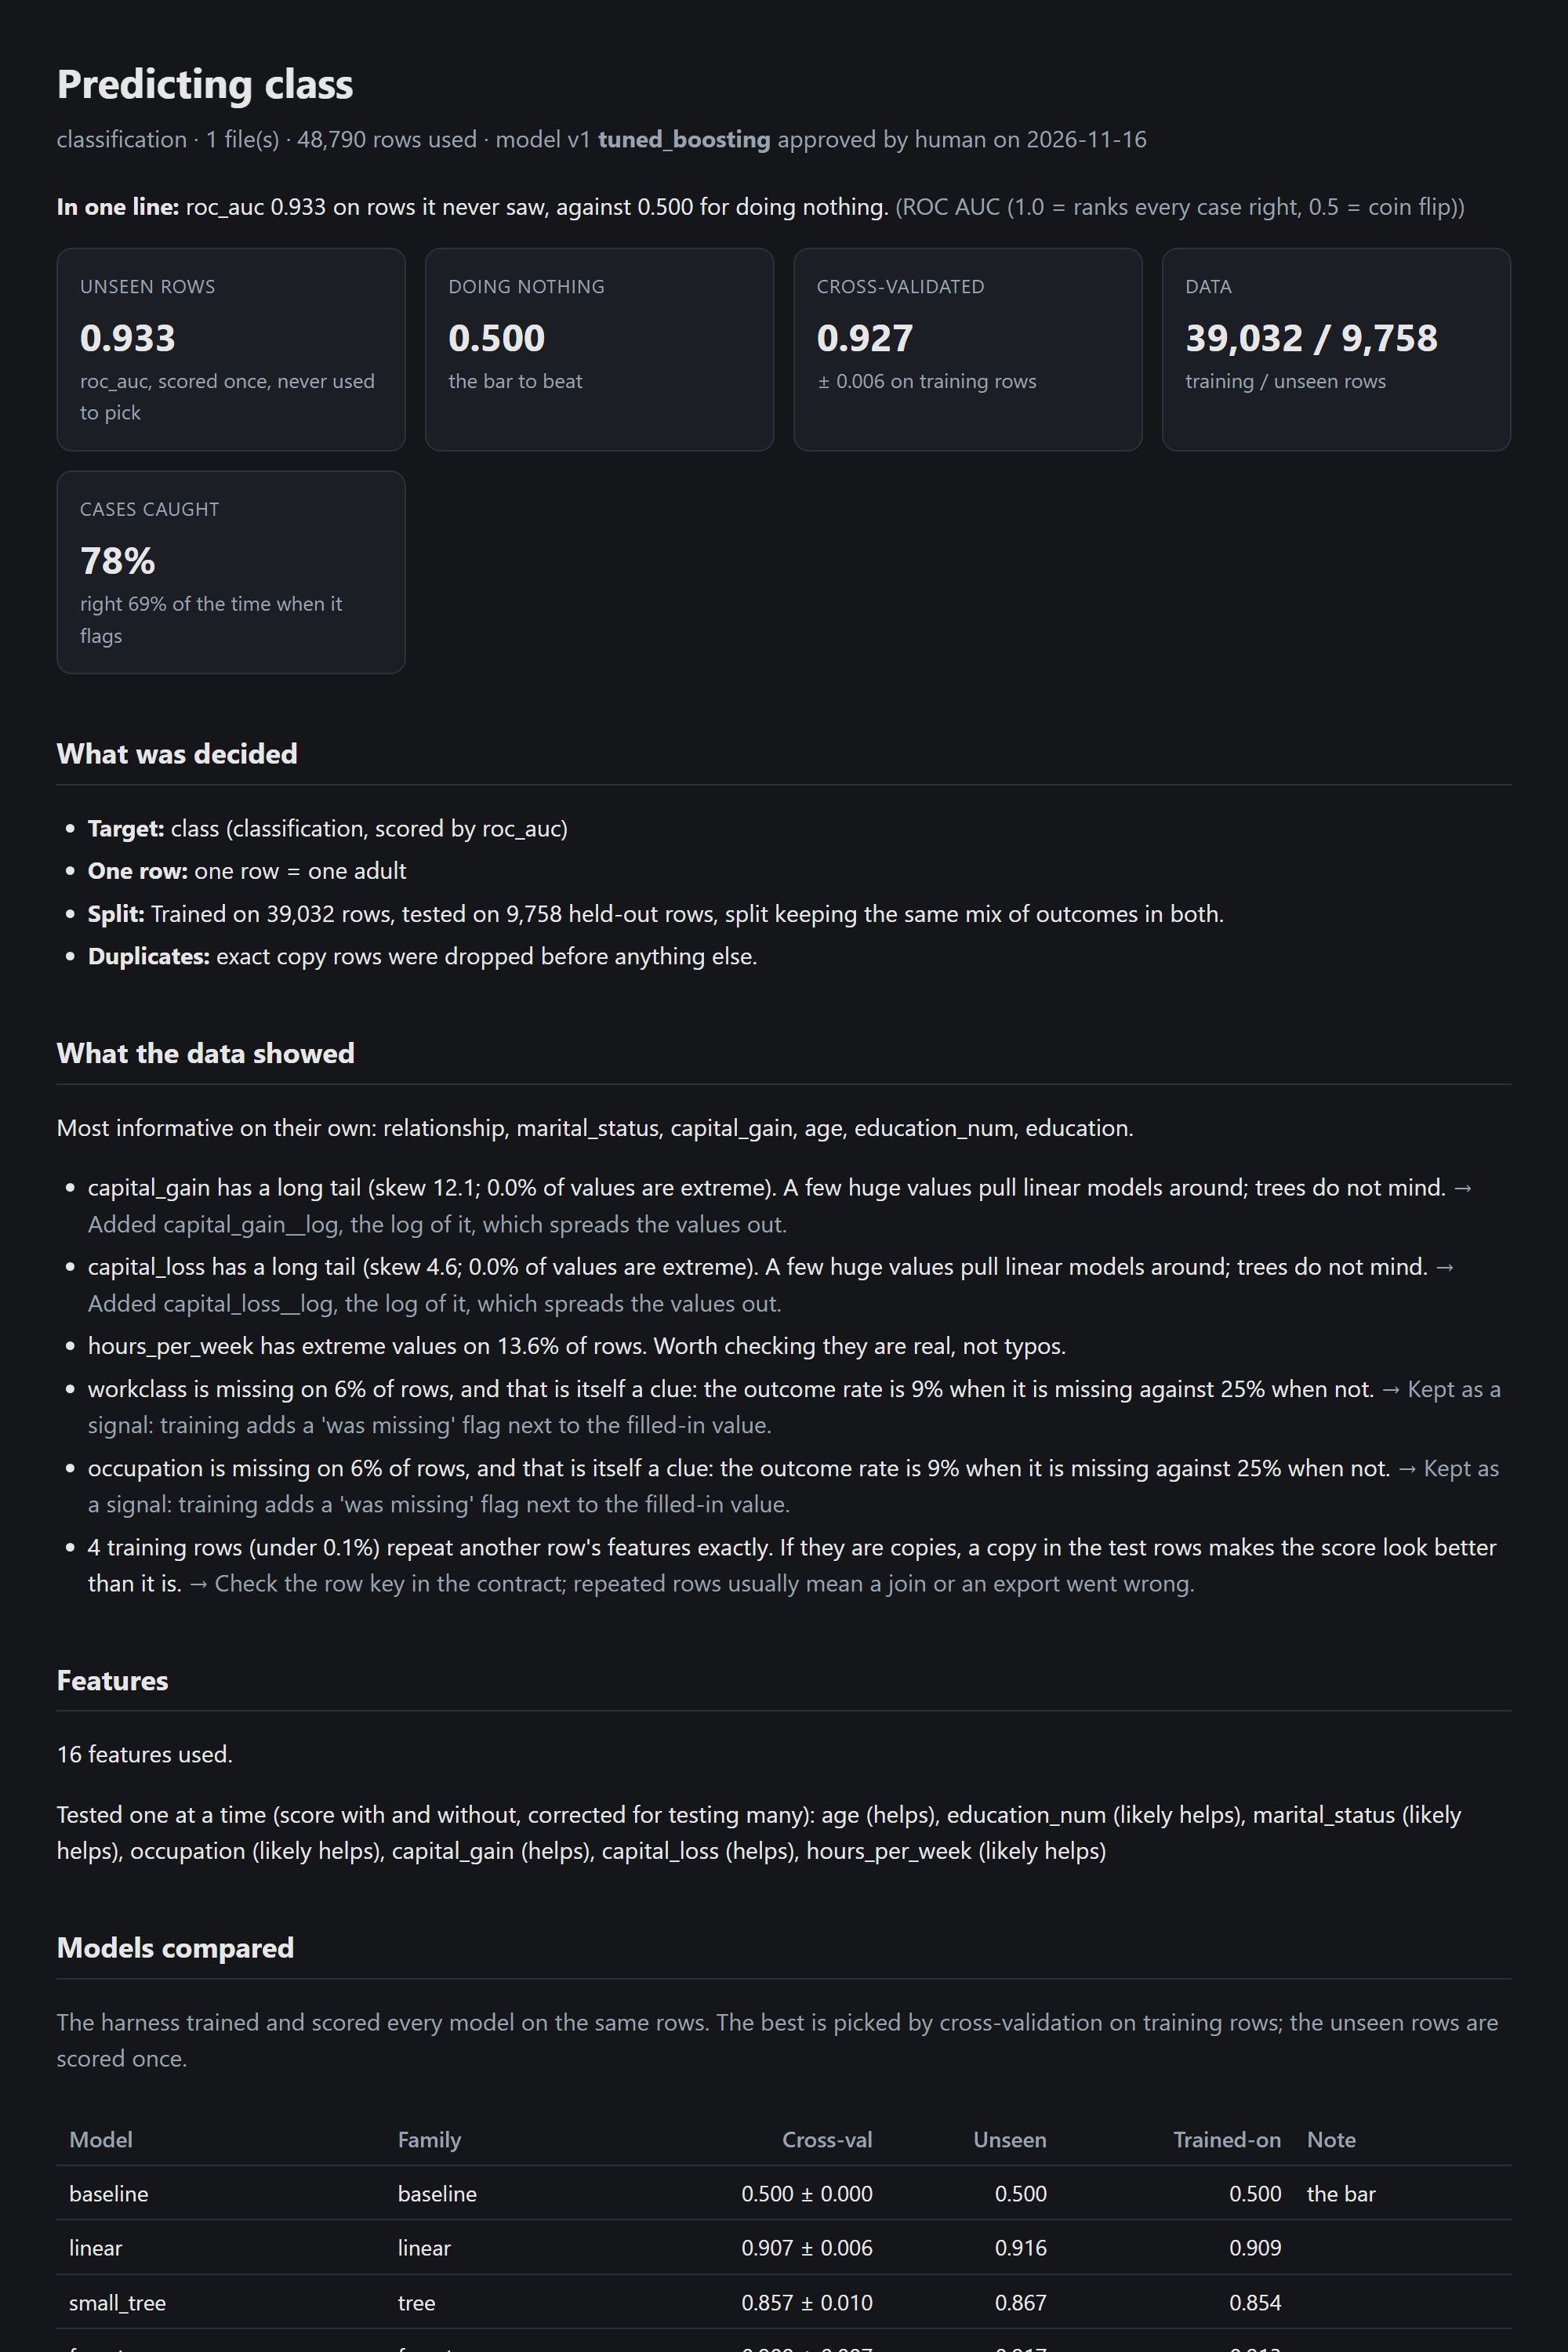 Predicting class
classification · 1 file(s) · 48,790 rows used · model v1 tuned_boosting approved by human on 2026-11-16
In one line: roc_auc 0.933 on rows it never saw, against 0.500 for doing nothing. (ROC AUC (1.0 = ranks every case right, 0.5 = coin flip))
UNSEEN ROWS
0.933
roc_auc, scored once, never used
to pick
DOING NOTHING
0.500
the bar to beat
CROSS-VALIDATED
0.927
± 0.006 on training rows
DATA
39,032 / 9,758
training / unseen rows
CASES CAUGHT
78%
right 69% of the time when it
flags
What was decided
• Target: class (classification, scored by roc_auc)
• One row: one row = one adult
• Split: Trained on 39,032 rows, tested on 9,758 held-out rows, split keeping the same mix of outcomes in both.
• Duplicates: exact copy rows were dropped before anything else.
What the data showed
Most informative on their own: relationship, marital_status, capital_gain, age, education_num, education.
• capital_gain has a long tail (skew 12.1; 0.0% of values are extreme). A few huge values pull linear models around; trees do not mind. →
Added capital_gain__log, the log of it, which spreads the values out.
• capital_loss has a long tail (skew 4.6; 0.0% of values are extreme). A few huge values pull linear models around; trees do not mind. →
Added capital_loss__log, the log of it, which spreads the values out.
• hours_per_week has extreme values on 13.6% of rows. Worth checking they are real, not typos.
• workclass is missing on 6% of rows, and that is itself a clue: the outcome rate is 9% when it is missing against 25% when not. → Kept as a
signal: training adds a 'was missing' flag next to the filled-in value.
• occupation is missing on 6% of rows, and that is itself a clue: the outcome rate is 9% when it is missing against 25% when not. → Kept as
a signal: training adds a 'was missing' flag next to the filled-in value.
• 4 training rows (under 0.1%) repeat another row's features exactly. If they are copies, a copy in the test rows makes the score look better
than it is. → Check the row key in the contract; repeated rows usually mean a join or an export went wrong.
Features
16 features used.
Tested one at a time (score with and without, corrected for testing many): age (helps), education_num (likely helps), marital_status (likely
helps), occupation (likely helps), capital_gain (helps), capital_loss (helps), hours_per_week (likely helps)
Models compared
The harness trained and scored every model on the same rows. The best is picked by cross-validation on training rows; the unseen rows are
scored once.
Model Family Cross-val Unseen Trained-on Note
baseline baseline 0.500 ± 0.000 0.500 0.500 the bar
linear linear 0.907 ± 0.006 0.916 0.909
small_tree tree 0.857 ± 0.010 0.867 0.854